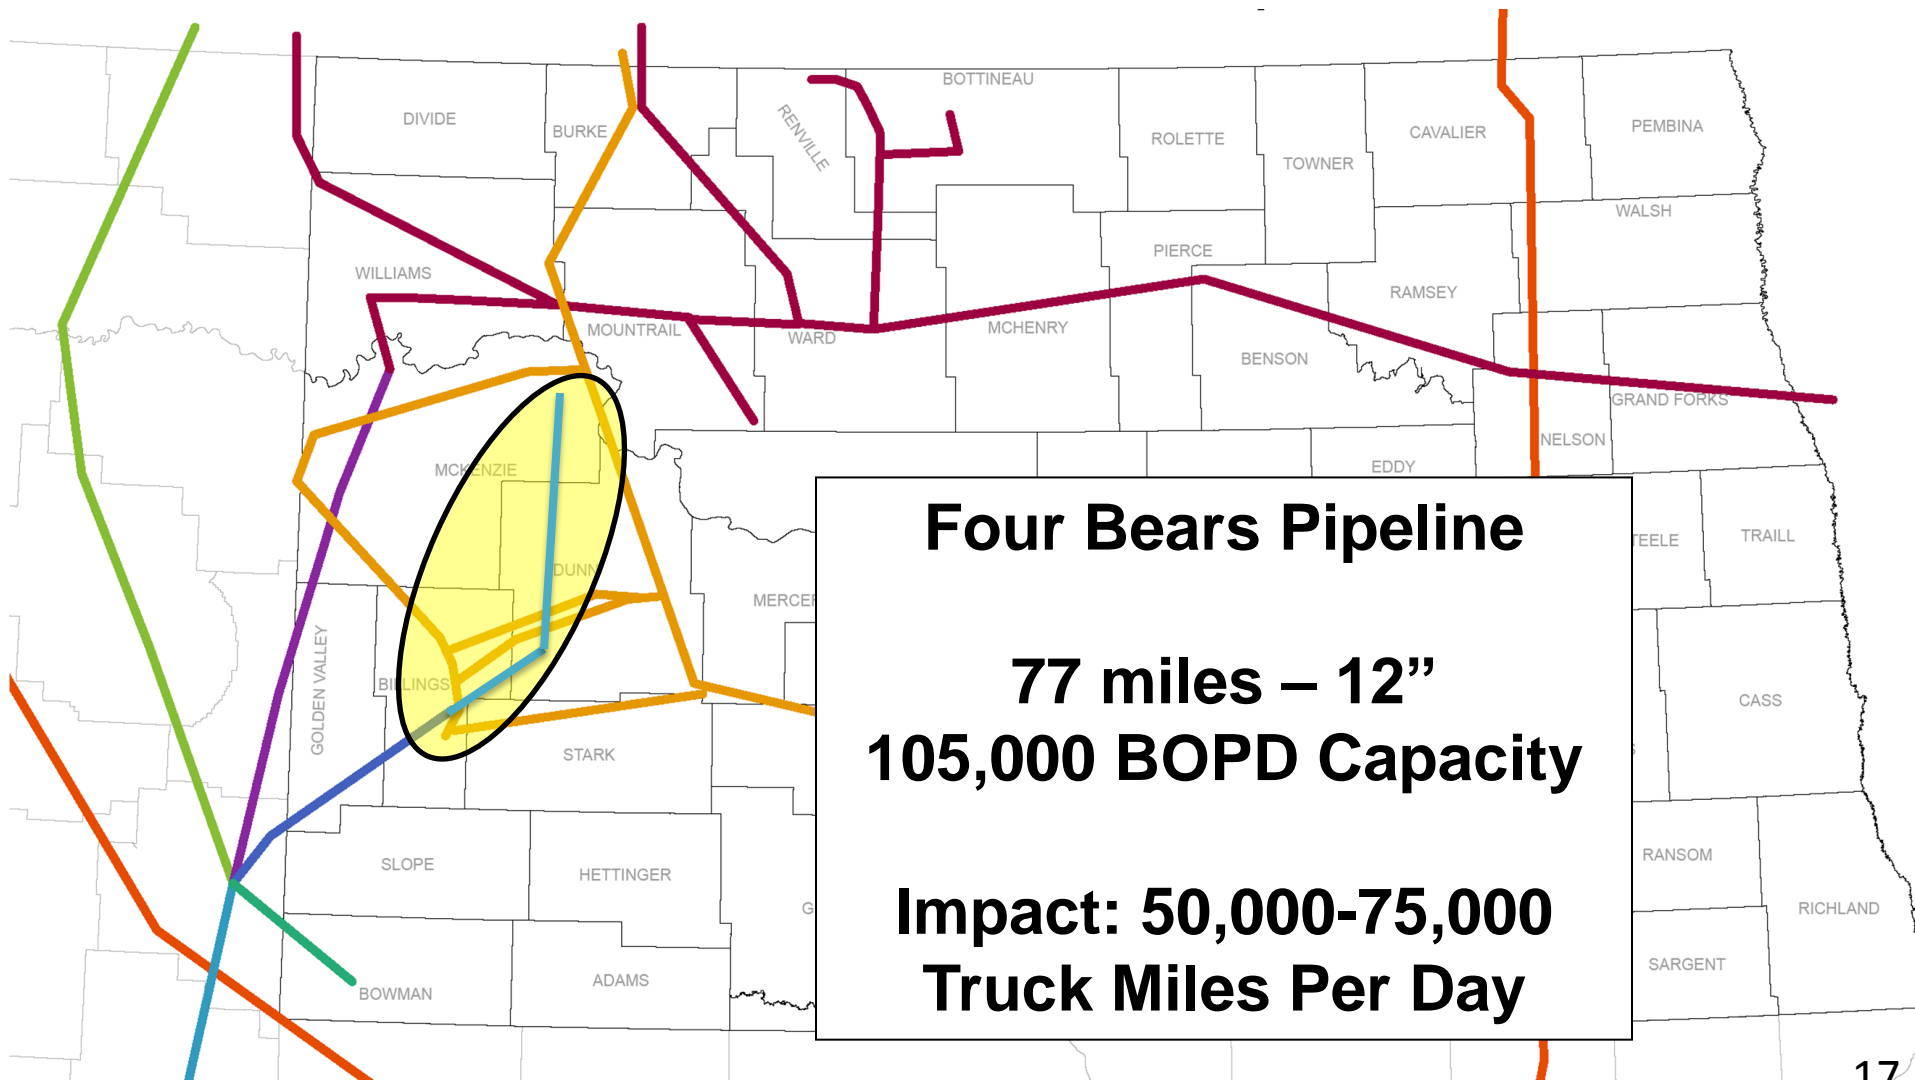 BOTTINEAU
DIVIDE
BURKE
RENVILLE
ROLETTE
TOWNER
CAVALIER
PEMBINA
WALSH
WILLIAMS
PIERCE
RAMSEY
MOUNTRAIL
WARD
MCHENRY
BENSON
GRAND FORKS
NELSON
MCKENZIE
EDDY
Four Bears Pipeline
TEELE
TRAILL
DUNN
MERCER
77 miles – 12”
GOLDEN VALLEY
BILLINGS
CASS
105,000 BOPD Capacity
STARK
S
SLOPE
HETTINGER
RANSOM
Impact: 50,000-75,000
G
RICHLAND
Truck Miles Per Day
BOWMAN
ADAMS
SARGENT
17